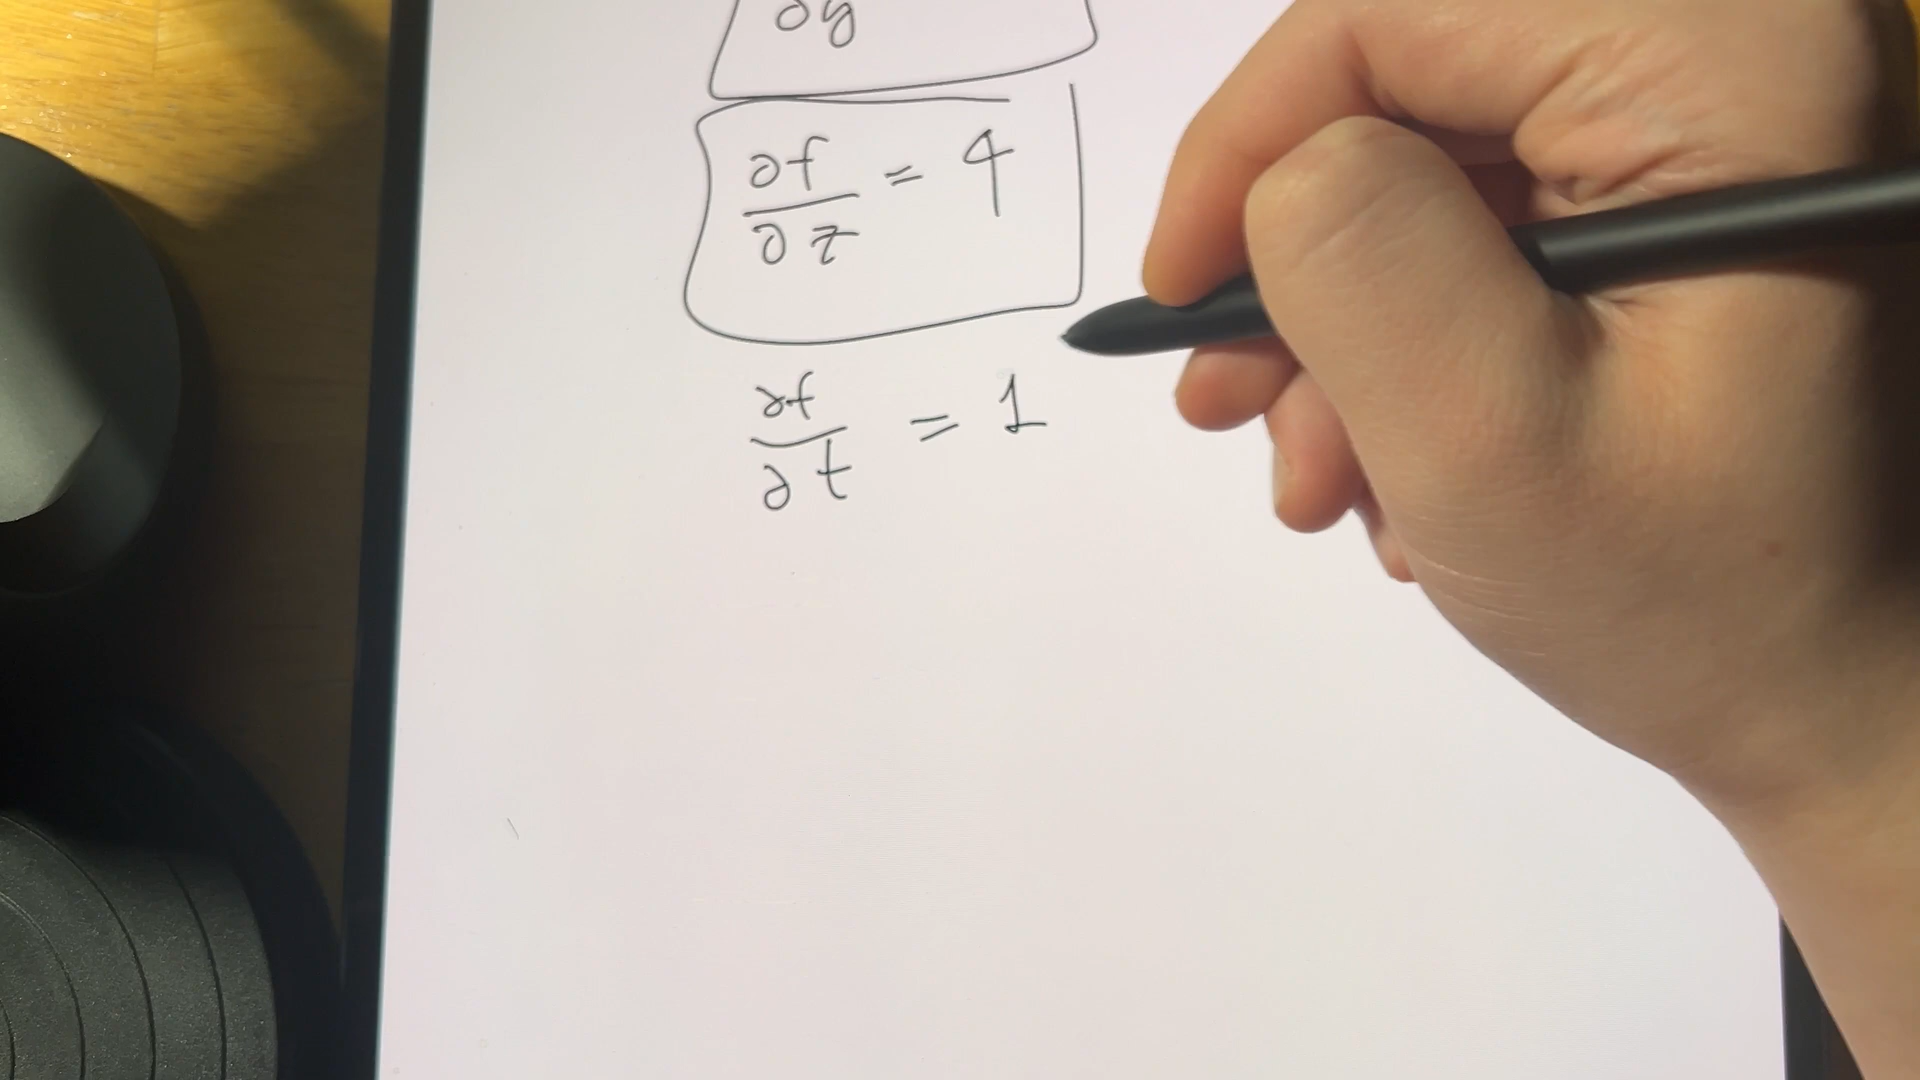 ∂y
∂f/∂z = 4
∂f/∂t = 1